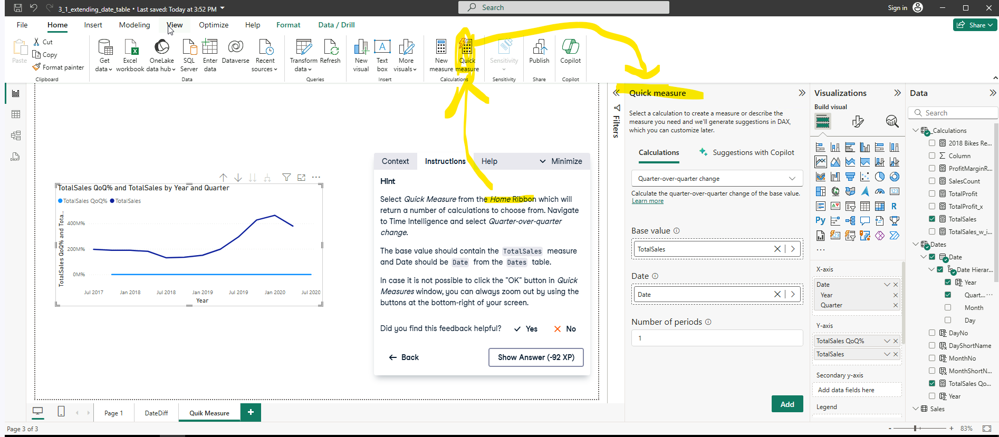 3_1_extending_date_table • Last saved: Today at 3:52 PM
Search
Sign in
File
Home
Insert
Modeling
View
Optimize
Help
Format
Data / Drill
Share
Paste
Cut
Copy
Format painter
Clipboard
Get data
Excel workbook
OneLake data hub
SQL Server
Enter data
Dataverse
Recent sources
Data
Transform data
Refresh
Queries
New visual
Text box
More visuals
Insert
New measure
Quick measure
Calculations
Sensitivity
Sensitivity
Publish
Share
Copilot
Copilot
TotalSales QoQ% and TotalSales by Year and Quarter
TotalSales QoQ%
TotalSales
TotalSales QoQ% and Tota...
400M%
200M%
0M%
Jul 2017
Jan 2018
Jul 2018
Jan 2019
Jul 2019
Jan 2020
Jul 2020
Year
Context
Instructions
Help
Minimize
Hint
Select Quick Measure from the Home Ribbon which will
return a number of calculations to choose from. Navigate
to Time Intelligence and select Quarter-over-quarter
change.
The base value should contain the TotalSales measure
and Date should be Date from the Dates table.
In case it is not possible to click the "OK" button in Quick
Measures window, you can always zoom out by using the
buttons at the bottom-right of your screen.
Did you find this feedback helpful?
Yes
No
Back
Show Answer (-92 XP)
Filters
Quick measure
Select a calculation to create a measure or describe the
measure you need and we'll generate suggestions in DAX,
which you can customize later.
Calculations
Suggestions with Copilot
Quarter-over-quarter change
Calculate the quarter-over-quarter change of the base value.
Learn more
Base value
TotalSales
Date
Date
Number of periods
1
Add
Visualizations
Build visual
123
R
Py
...
X-axis
Date
Year
Quarter
Y-axis
TotalSales QoQ%
TotalSales
Secondary y-axis
Add data fields here
Legend
Data
Search
_Calculations
2018 Bikes Re...
Column
ProfitMarginR...
SalesCount
TotalProfit
TotalProfit_x
TotalSales
TotalSales_w_i...
Dates
Date
Date Hierar...
Year
Quart...
Month
Day
DayNo
DayShortName
MonthNo
MonthShortN...
TotalSales Qo...
Year
Sales
Page 1
DateDiff
Quik Measure
Page 3 of 3
83%